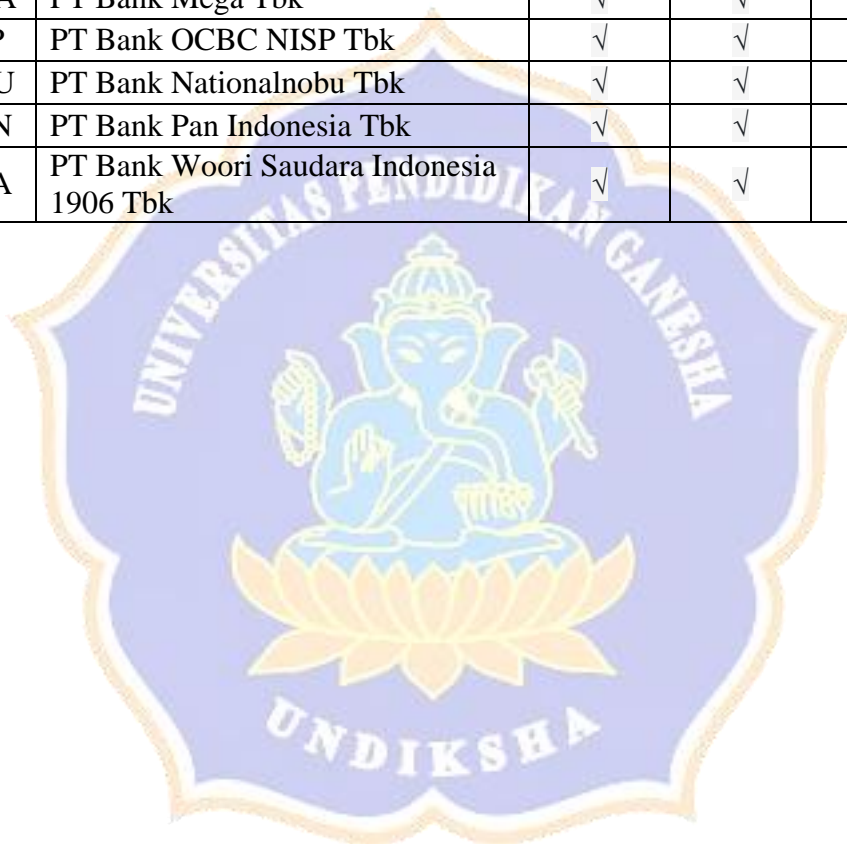 A PT Bank Mega Tbk √ √
P PT Bank OCBC NISP Tbk √ √
U PT Bank Nationalnobu Tbk √ √
N PT Bank Pan Indonesia Tbk √ √
A PT Bank Woori Saudara Indonesia
1906 Tbk √ √
UNIVERSITAS PENDIDIKAN GANESHA
UNDIKSHA